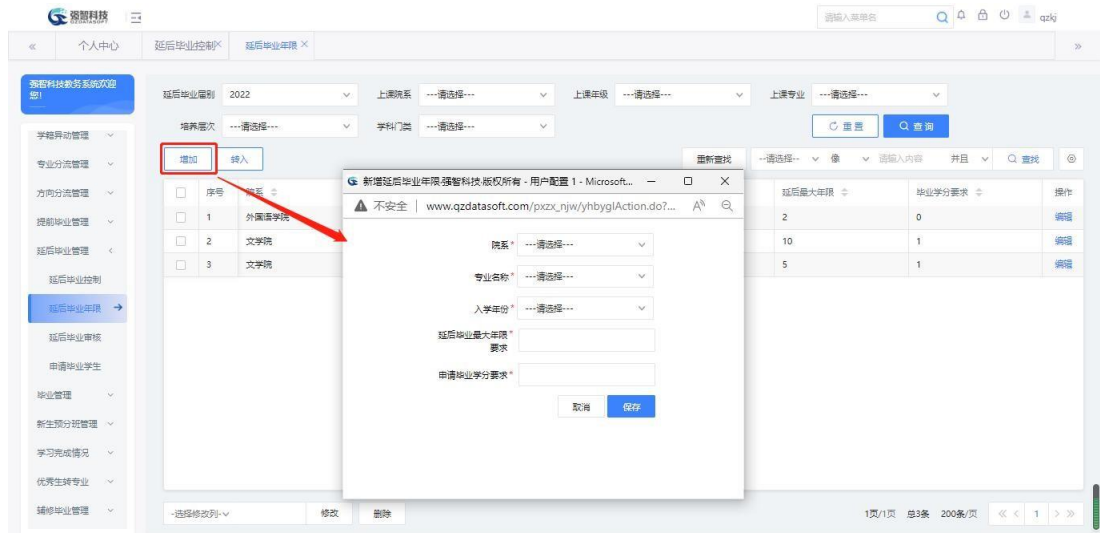 强智科技
QZDATASOFT
请输入菜单名
qzkj
个人中心
延后毕业控制
延后毕业年限
强智科技教务系统欢迎
您!
学籍异动管理
专业分流管理
方向分流管理
提前毕业管理
延后毕业管理
延后毕业控制
延后毕业年限
延后毕业审核
申请毕业学生
毕业管理
新生预分班管理
学习完成情况
优秀生转专业
辅修毕业管理
延后毕业届别 2022 上课院系 ---请选择--- 上课年级 ---请选择--- 上课专业 ---请选择---
培养层次 ---请选择--- 学科门类 ---请选择--- 重置 查询
增加 转入 重新查找 --请选择-- 像 请输入内容 并且 查找
序号 院系 延后最大年限 毕业学分要求 操作
1 外国语学院 2 0 编辑
2 文学院 10 1 编辑
3 文学院 5 1 编辑
新增延后毕业年限-强智科技-版权所有 - 用户配置 1 - Microsoft...
不安全 www.qzdatasoft.com/pxzx_njw/yhbyglAction.do?...
院系* ---请选择---
专业名称* ---请选择---
入学年份* ---请选择---
延后毕业最大年限*
要求
申请毕业学分要求*
取消 保存
-选择修改列- 修改 删除 1页/1页 总3条 200条/页 1